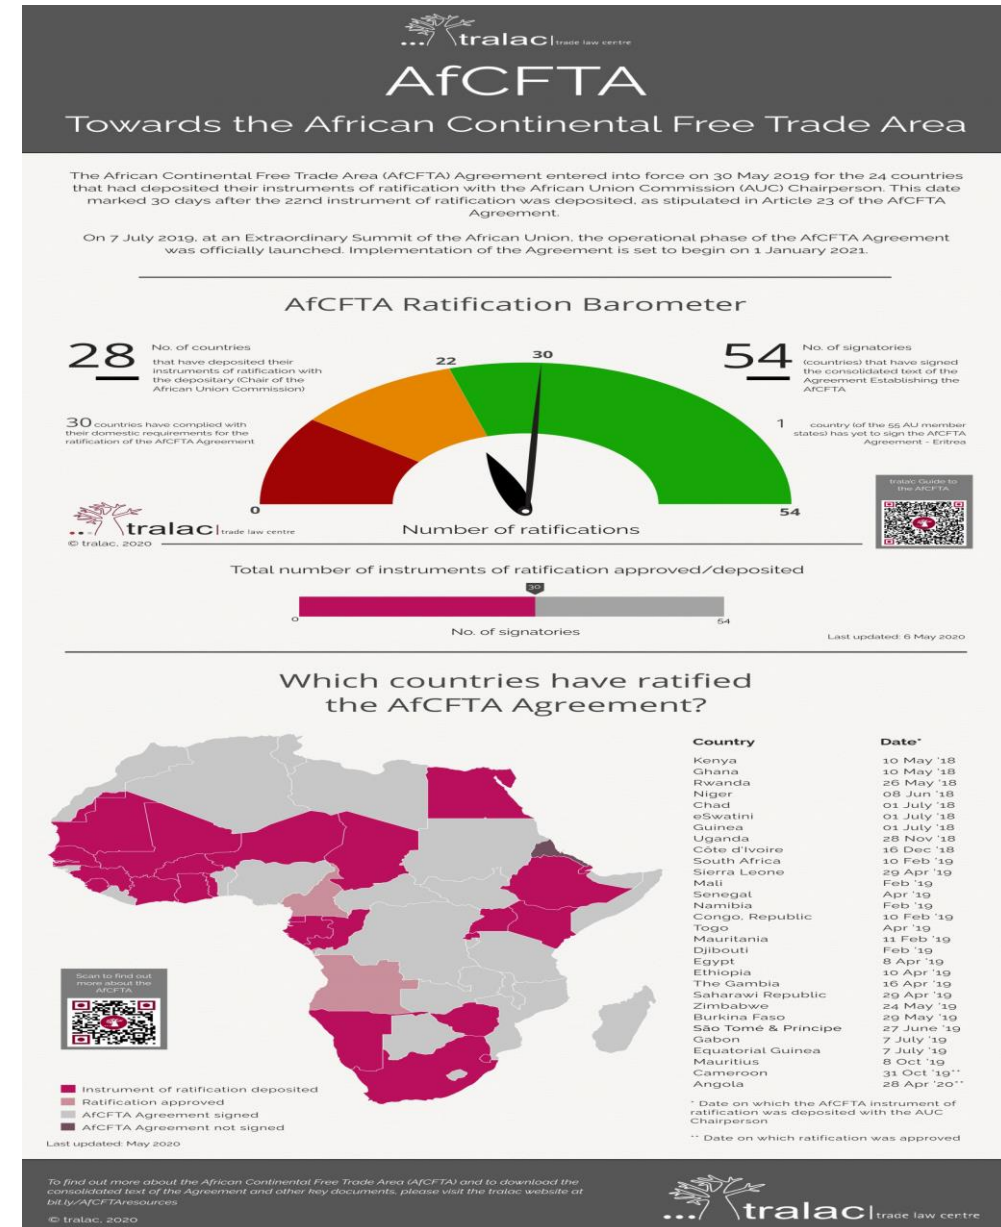 tralac trade law centre
AfCFTA
Towards the African Continental Free Trade Area
The African Continental Free Trade Area (AfCFTA) Agreement entered into force on 30 May 2019 for the 24 countries
that had deposited their instruments of ratification with the African Union Commission (AUC) Chairperson. This date
marked 30 days after the 22nd instrument of ratification was deposited, as stipulated in Article 23 of the AfCFTA
Agreement.
On 7 July 2019, at an Extraordinary Summit of the African Union, the operational phase of the AfCFTA Agreement
was officially launched. Implementation of the Agreement is set to begin on 1 January 2021.
AfCFTA Ratification Barometer
28
No. of countries
that have deposited their
instruments of ratification with
the depositary (Chair of the
African Union Commission)
30 countries have complied with
their domestic requirements for the
ratification of the AfCFTA Agreement
0
22
30
54
Number of ratifications
54
No. of signatories
(countries) that have signed
the consolidated text of the
Agreement Establishing the
AfCFTA
1 country (of the 55 AU member
states) has yet to sign the AfCFTA
Agreement - Eritrea
tralac Guide to
the AfCFTA
tralac trade law centre
© tralac, 2020
Total number of instruments of ratification approved/deposited
30
0
54
No. of signatories
Last updated: 6 May 2020
Which countries have ratified
the AfCFTA Agreement?
Scan to find out
more about the
AfCFTA
Instrument of ratification deposited
Ratification approved
AfCFTA Agreement signed
AfCFTA Agreement not signed
Last updated: May 2020
Country Date*
Kenya 10 May '18
Ghana 10 May '18
Rwanda 26 May '18
Niger 08 Jun '18
Chad 01 July '18
eSwatini 01 July '18
Guinea 01 July '18
Uganda 28 Nov '18
Côte d'Ivoire 16 Dec '18
South Africa 10 Feb '19
Sierra Leone 29 Apr '19
Mali Feb '19
Senegal Apr '19
Namibia Feb '19
Congo, Republic 10 Feb '19
Togo Apr '19
Mauritania 11 Feb '19
Djibouti Feb '19
Egypt 8 Apr '19
Ethiopia 10 Apr '19
The Gambia 16 Apr '19
Saharawi Republic 29 Apr '19
Zimbabwe 24 May '19
Burkina Faso 29 May '19
São Tomé & Príncipe 27 June '19
Gabon 7 July '19
Equatorial Guinea 7 July '19
Mauritius 8 Oct '19
Cameroon 31 Oct '19**
Angola 28 Apr '20**
* Date on which the AfCFTA instrument of
ratification was deposited with the AUC
Chairperson
** Date on which ratification was approved
To find out more about the African Continental Free Trade Area (AfCFTA) and to download the
consolidated text of the Agreement and other key documents, please visit the tralac website at
bit.ly/AfCFTAresources
© tralac, 2020
tralac trade law centre